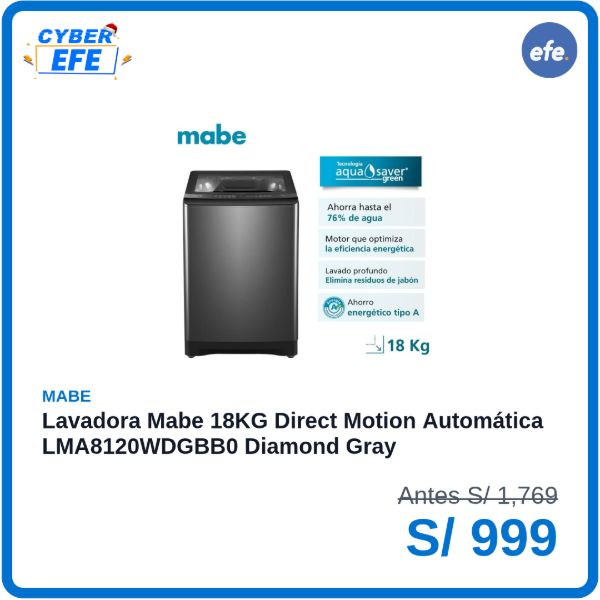 CYBER
EFE
efe.
mabe
Tecnología
aqua saver®
green
Ahorra hasta el
76% de agua
Motor que optimiza
la eficiencia energética
Lavado profundo
Elimina residuos de jabón
Ahorro
energético tipo A
18 Kg
MABE
Lavadora Mabe 18KG Direct Motion Automática
LMA8120WDGBB0 Diamond Gray
Antes S/ 1,769
S/ 999